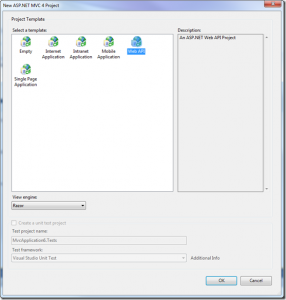 New ASP.NET MVC 4 Project
Project Template
Select a template:
Description:
Empty
Internet Application
Intranet Application
Mobile Application
Web API
An ASP.NET Web API Project
Single Page Application
View engine:
Razor
Create a unit test project
Test project name:
MvcApplication6.Tests
Test framework:
Visual Studio Unit Test
Additional Info
OK
Cancel